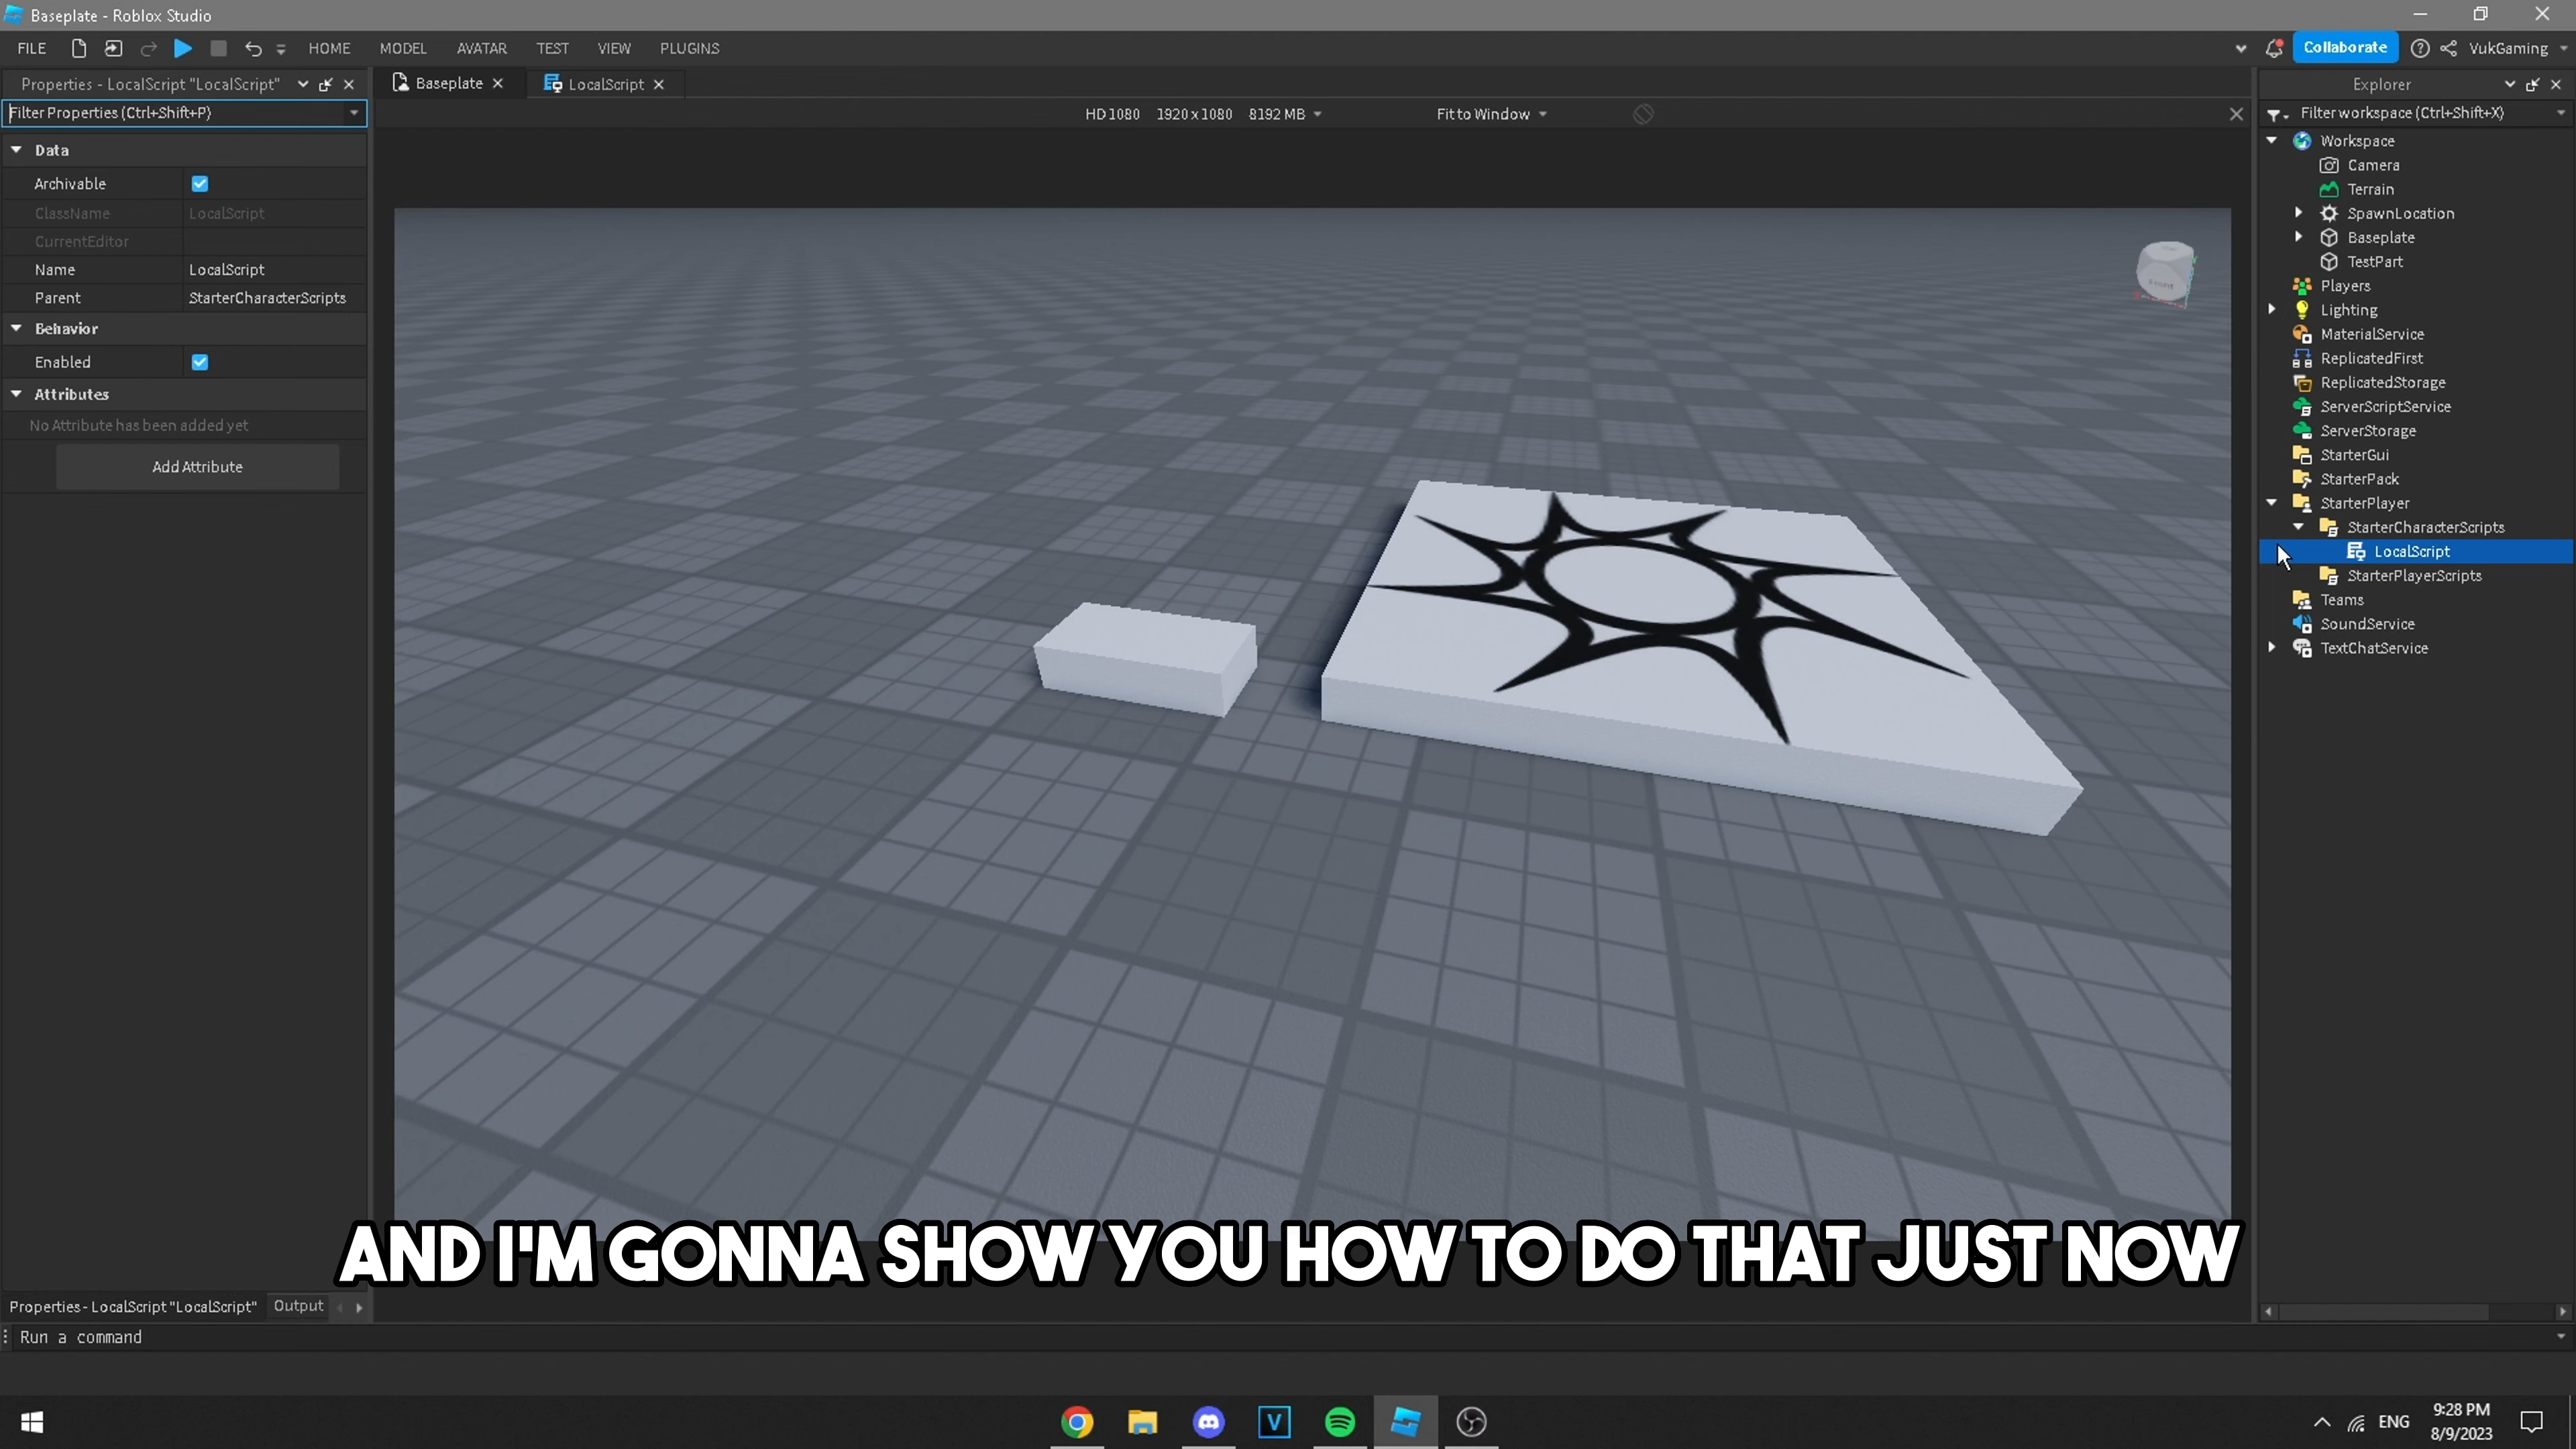 Baseplate - Roblox Studio
FILE HOME MODEL AVATAR TEST VIEW PLUGINS Collaborate VukGaming
Properties - LocalScript "LocalScript"
Filter Properties (Ctrl+Shift+P)
Data
Archivable
ClassName LocalScript
CurrentEditor
Name LocalScript
Parent StarterCharacterScripts
Behavior
Enabled
Attributes
No Attribute has been added yet
Add Attribute
Baseplate LocalScript
HD 1080 1920 x 1080 8192 MB Fit to Window
Explorer
Filter workspace (Ctrl+Shift+X)
Workspace
Camera
Terrain
SpawnLocation
Baseplate
TestPart
Players
Lighting
MaterialService
ReplicatedFirst
ReplicatedStorage
ServerScriptService
ServerStorage
StarterGui
StarterPack
StarterPlayer
StarterCharacterScripts
LocalScript
StarterPlayerScripts
Teams
SoundService
TextChatService
AND I'M GONNA SHOW YOU HOW TO DO THAT JUST NOW
Properties - LocalScript "LocalScript" Output
Run a command
V
ENG
9:28 PM
8/9/2023